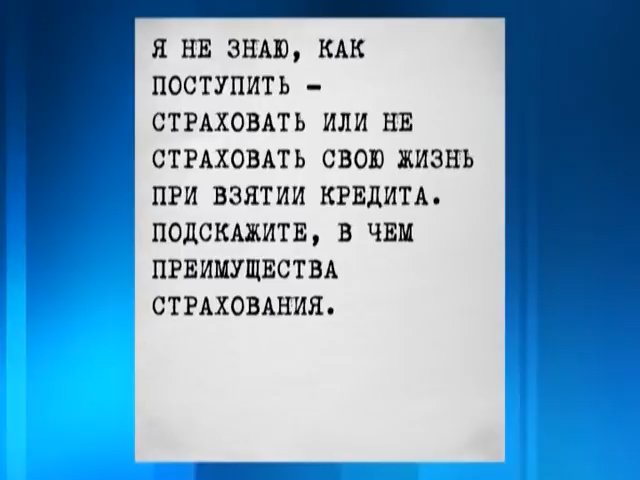 Я НЕ ЗНАЮ, КАК
ПОСТУПИТЬ –
СТРАХОВАТЬ ИЛИ НЕ
СТРАХОВАТЬ СВОЮ ЖИЗНЬ
ПРИ ВЗЯТИИ КРЕДИТА.
ПОДСКАЖИТЕ, В ЧЕМ
ПРЕИМУЩЕСТВА
СТРАХОВАНИЯ.